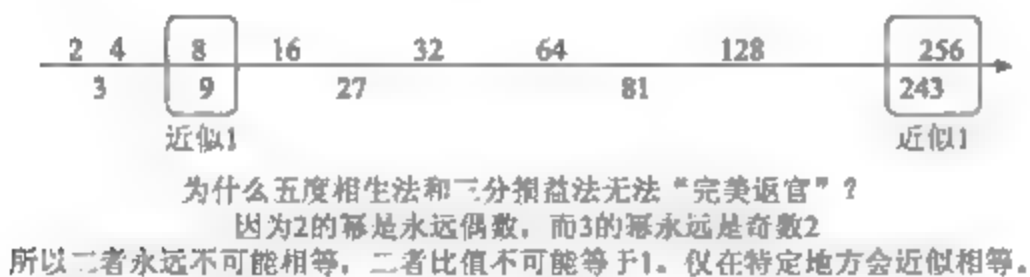 2 4 8 16 32 64 128 256
3 9 27 81 243
近似1 近似1
为什么五度相生法和三分损益法无法“完美返宫”？
因为2的幂是永远偶数，而3的幂永远是奇数2
所以二者永远不可能相等，二者比值不可能等于1。仅在特定地方会近似相等。